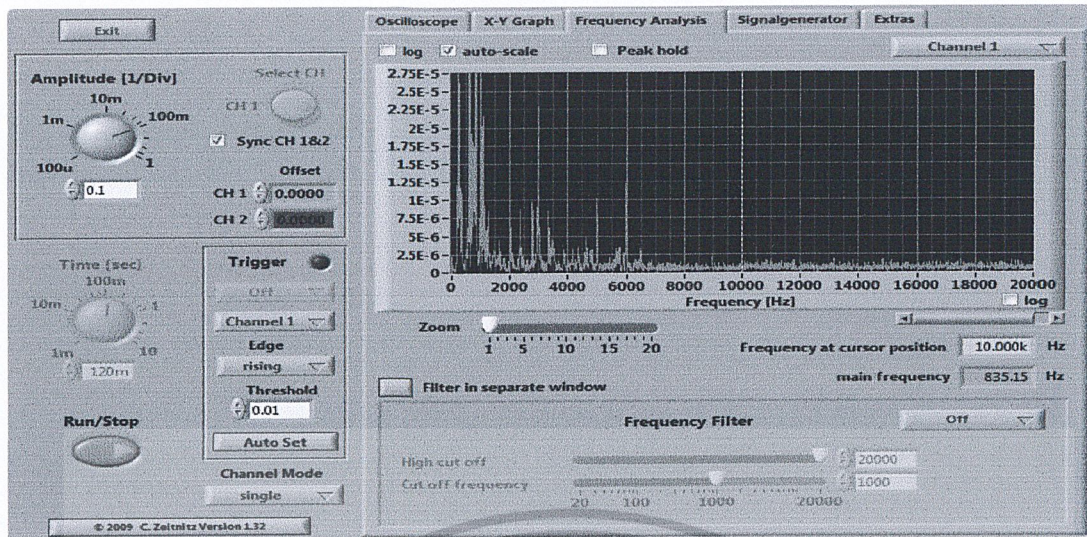 Exit
Oscilloscope X-Y Graph Frequency Analysis Signalgenerator Extras
log auto-scale Peak hold Channel 1
Amplitude [1/Div]
10m
1m 100m
100u 1
0.1
Select CH
CH 1
Sync CH 1&2
Offset
CH 1 0.0000
CH 2 0.0000
Time (sec)
100m
10m 1
1m 10
120m
Run/Stop
Trigger
Off
Channel 1
Edge
rising
Threshold
0.01
Auto Set
Channel Mode
single
© 2009 C. Zeitnitz Version 1.32
2.75E-5
2.5E-5
2.25E-5
2E-5
1.75E-5
1.5E-5
1.25E-5
1E-5
7.5E-6
5E-6
2.5E-6
0
0 2000 4000 6000 8000 10000 12000 14000 16000 18000 20000
Frequency [Hz] log
Zoom
1 5 10 15 20
Frequency at cursor position 10.000k Hz
main frequency 835.15 Hz
Filter in separate window
Frequency Filter Off
High cut off 20000
Cut off frequency 1000
20 100 1000 20000